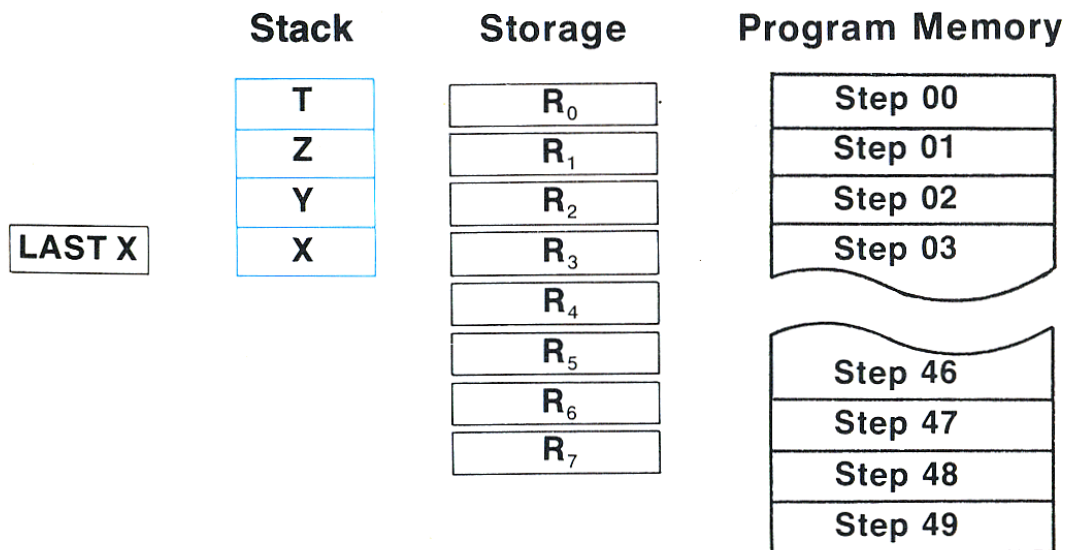 Stack
Storage
Program Memory
T
Z
Y
X
LAST X
R₀
R₁
R₂
R₃
R₄
R₅
R₆
R₇
Step 00
Step 01
Step 02
Step 03
Step 46
Step 47
Step 48
Step 49